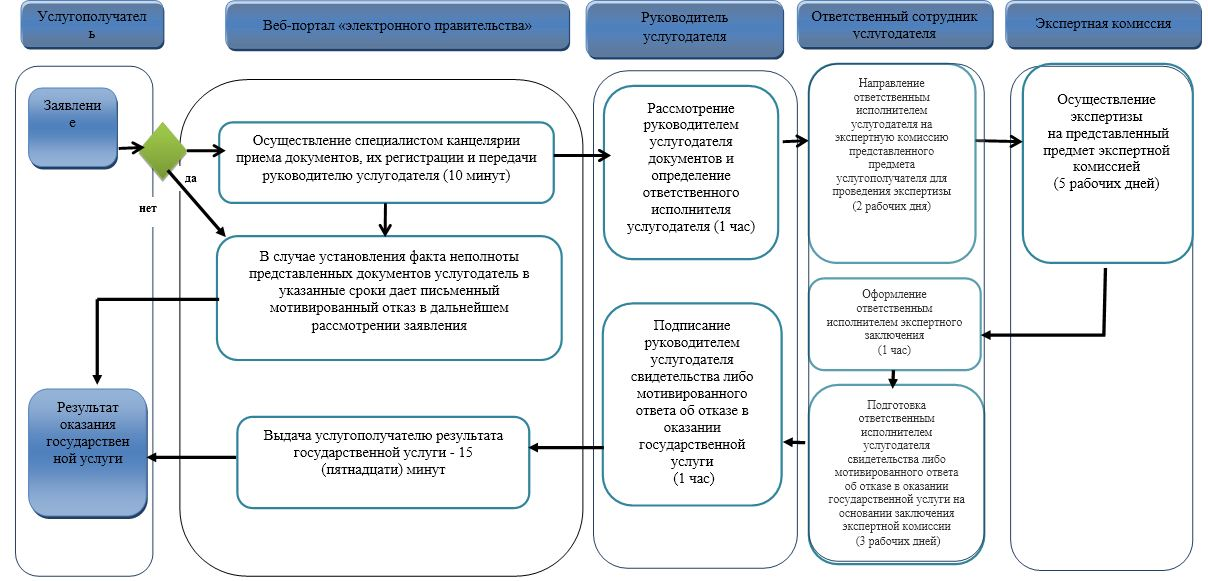 Услугополучател
ь
Веб-портал «электронного правительства»
Руководитель
услугодателя
Ответственный сотрудник
услугодателя
Экспертная комиссия
Заявлени
е
да
нет
Осуществление специалистом канцелярии
приема документов, их регистрации и передачи
руководителю услугодателя (10 минут)
Рассмотрение
руководителем
услугодателя
документов и
определение
ответственного
исполнителя
услугодателя (1 час)
Направление
ответственным
исполнителем
услугодателя на
экспертную комиссию
представленного
предмета
услугополучателя для
проведения экспертизы
(2 рабочих дня)
Осуществление
экспертизы
на представленный
предмет экспертной
комиссией
(5 рабочих дней)
В случае установления факта неполноты
представленных документов услугодатель в
указанные сроки дает письменный
мотивированный отказ в дальнейшем
рассмотрении заявления
Оформление
ответственным
исполнителем экспертного
заключения
(1 час)
Подготовка
ответственным
исполнителем
услугодателя
свидетельства либо
мотивированного ответа
об отказе в оказании
государственной услуги на
основании заключения
экспертной комиссии
(3 рабочих дней)
Подписание
руководителем
услугодателя
свидетельства либо
мотивированного
ответа об отказе в
оказании
государственной
услуги
(1 час)
Выдача услугополучателю результата
государственной услуги - 15
(пятнадцати) минут
Результат
оказания
государствен
ной услуги